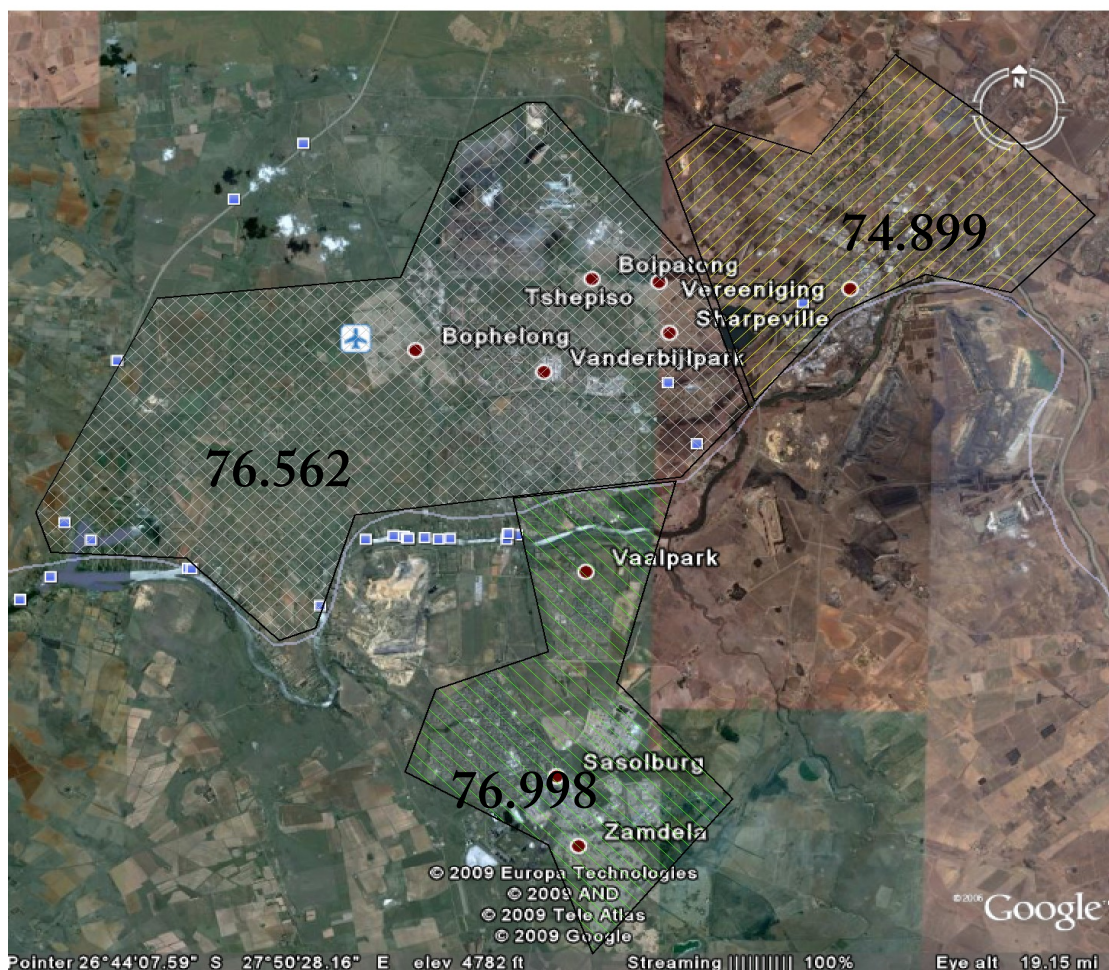 N
74.899
Boipatong
Tshepiso
Vereeniging
Sharpeville
Bophelong
Vanderbijlpark
76.562
Vaalpark
Sasolburg
76.998
Zamdela
© 2009 Europa Technologies
© 2009 AND
© 2009 Tele Atlas
© 2009 Google
©2006 Google™
Pointer 26°44'07.59" S 27°50'28.16" E elev 4782 ft Streaming |||||||||| 100% Eye alt 19.15 mi